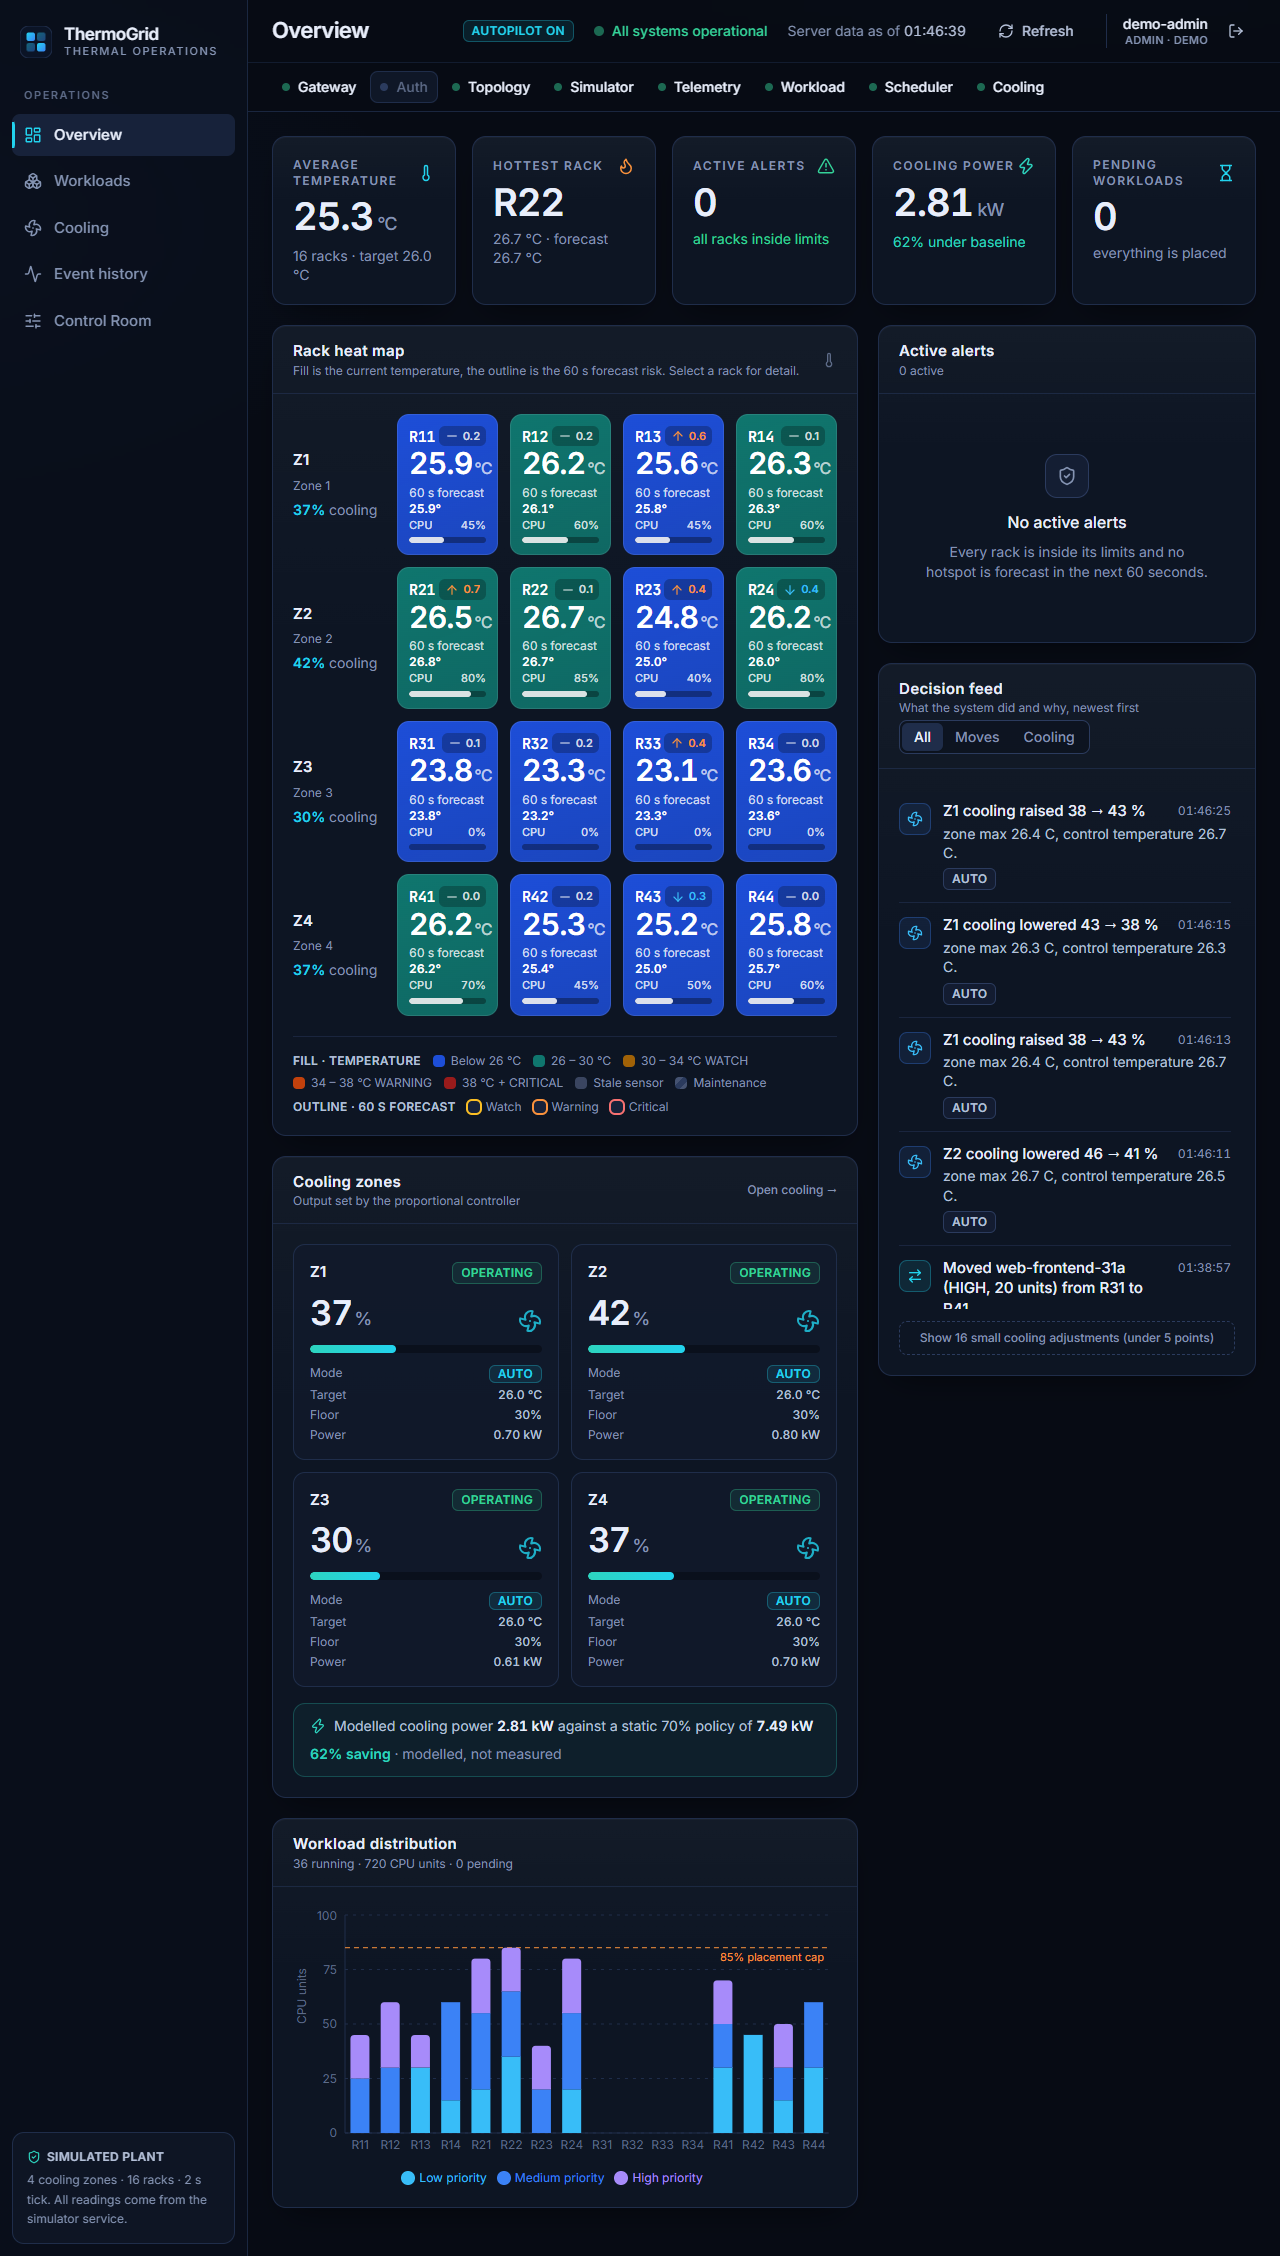 ThermoGrid
THERMAL OPERATIONS
OPERATIONS
Overview
Workloads
Cooling
Event history
Control Room
SIMULATED PLANT
4 cooling zones · 16 racks · 2 s
tick. All readings come from the
simulator service.
Overview
AUTOPILOT ON
All systems operational
Server data as of 01:46:39
Refresh
demo-admin
ADMIN · DEMO
Gateway
Auth
Topology
Simulator
Telemetry
Workload
Scheduler
Cooling
AVERAGE
TEMPERATURE
25.3 °C
16 racks · target 26.0
°C
HOTTEST RACK
R22
26.7 °C · forecast
26.7 °C
ACTIVE ALERTS
0
all racks inside limits
COOLING POWER
2.81 kW
62% under baseline
PENDING
WORKLOADS
0
everything is placed
Rack heat map
Fill is the current temperature, the outline is the 60 s forecast risk. Select a rack for detail.
Z1
Zone 1
37% cooling
R11 — 0.2
25.9 °C
60 s forecast
25.9°
CPU 45%
R12 — 0.2
26.2 °C
60 s forecast
26.1°
CPU 60%
R13 ↑ 0.6
25.6 °C
60 s forecast
25.8°
CPU 45%
R14 — 0.1
26.3 °C
60 s forecast
26.3°
CPU 60%
Z2
Zone 2
42% cooling
R21 ↑ 0.7
26.5 °C
60 s forecast
26.8°
CPU 80%
R22 — 0.1
26.7 °C
60 s forecast
26.7°
CPU 85%
R23 ↑ 0.4
24.8 °C
60 s forecast
25.0°
CPU 40%
R24 ↓ 0.4
26.2 °C
60 s forecast
26.0°
CPU 80%
Z3
Zone 3
30% cooling
R31 — 0.1
23.8 °C
60 s forecast
23.8°
CPU 0%
R32 — 0.2
23.3 °C
60 s forecast
23.2°
CPU 0%
R33 ↑ 0.4
23.1 °C
60 s forecast
23.3°
CPU 0%
R34 — 0.0
23.6 °C
60 s forecast
23.6°
CPU 0%
Z4
Zone 4
37% cooling
R41 — 0.0
26.2 °C
60 s forecast
26.2°
CPU 70%
R42 — 0.2
25.3 °C
60 s forecast
25.4°
CPU 45%
R43 ↓ 0.3
25.2 °C
60 s forecast
25.0°
CPU 50%
R44 — 0.0
25.8 °C
60 s forecast
25.7°
CPU 60%
FILL · TEMPERATURE Below 26 °C 26 – 30 °C 30 – 34 °C WATCH
34 – 38 °C WARNING 38 °C + CRITICAL Stale sensor Maintenance
OUTLINE · 60 S FORECAST Watch Warning Critical
Active alerts
0 active
No active alerts
Every rack is inside its limits and no
hotspot is forecast in the next 60 seconds.
Decision feed
What the system did and why, newest first
All Moves Cooling
Z1 cooling raised 38 → 43 % 01:46:25
zone max 26.4 C, control temperature 26.7
C.
AUTO
Z1 cooling lowered 43 → 38 % 01:46:15
zone max 26.3 C, control temperature 26.3
C.
AUTO
Z1 cooling raised 38 → 43 % 01:46:13
zone max 26.4 C, control temperature 26.7
C.
AUTO
Z2 cooling lowered 46 → 41 % 01:46:11
zone max 26.7 C, control temperature 26.5
C.
AUTO
Moved web-frontend-31a 01:38:57
(HIGH, 20 units) from R31 to
R41
Show 16 small cooling adjustments (under 5 points)
Cooling zones
Output set by the proportional controller
Open cooling →
Z1 OPERATING
37 %
Mode AUTO
Target 26.0 °C
Floor 30%
Power 0.70 kW
Z2 OPERATING
42 %
Mode AUTO
Target 26.0 °C
Floor 30%
Power 0.80 kW
Z3 OPERATING
30 %
Mode AUTO
Target 26.0 °C
Floor 30%
Power 0.61 kW
Z4 OPERATING
37 %
Mode AUTO
Target 26.0 °C
Floor 30%
Power 0.70 kW
Modelled cooling power 2.81 kW against a static 70% policy of 7.49 kW
62% saving · modelled, not measured
Workload distribution
36 running · 720 CPU units · 0 pending
CPU units
100
75
50
25
0
85% placement cap
R11 R12 R13 R14 R21 R22 R23 R24 R31 R32 R33 R34 R41 R42 R43 R44
Low priority Medium priority High priority